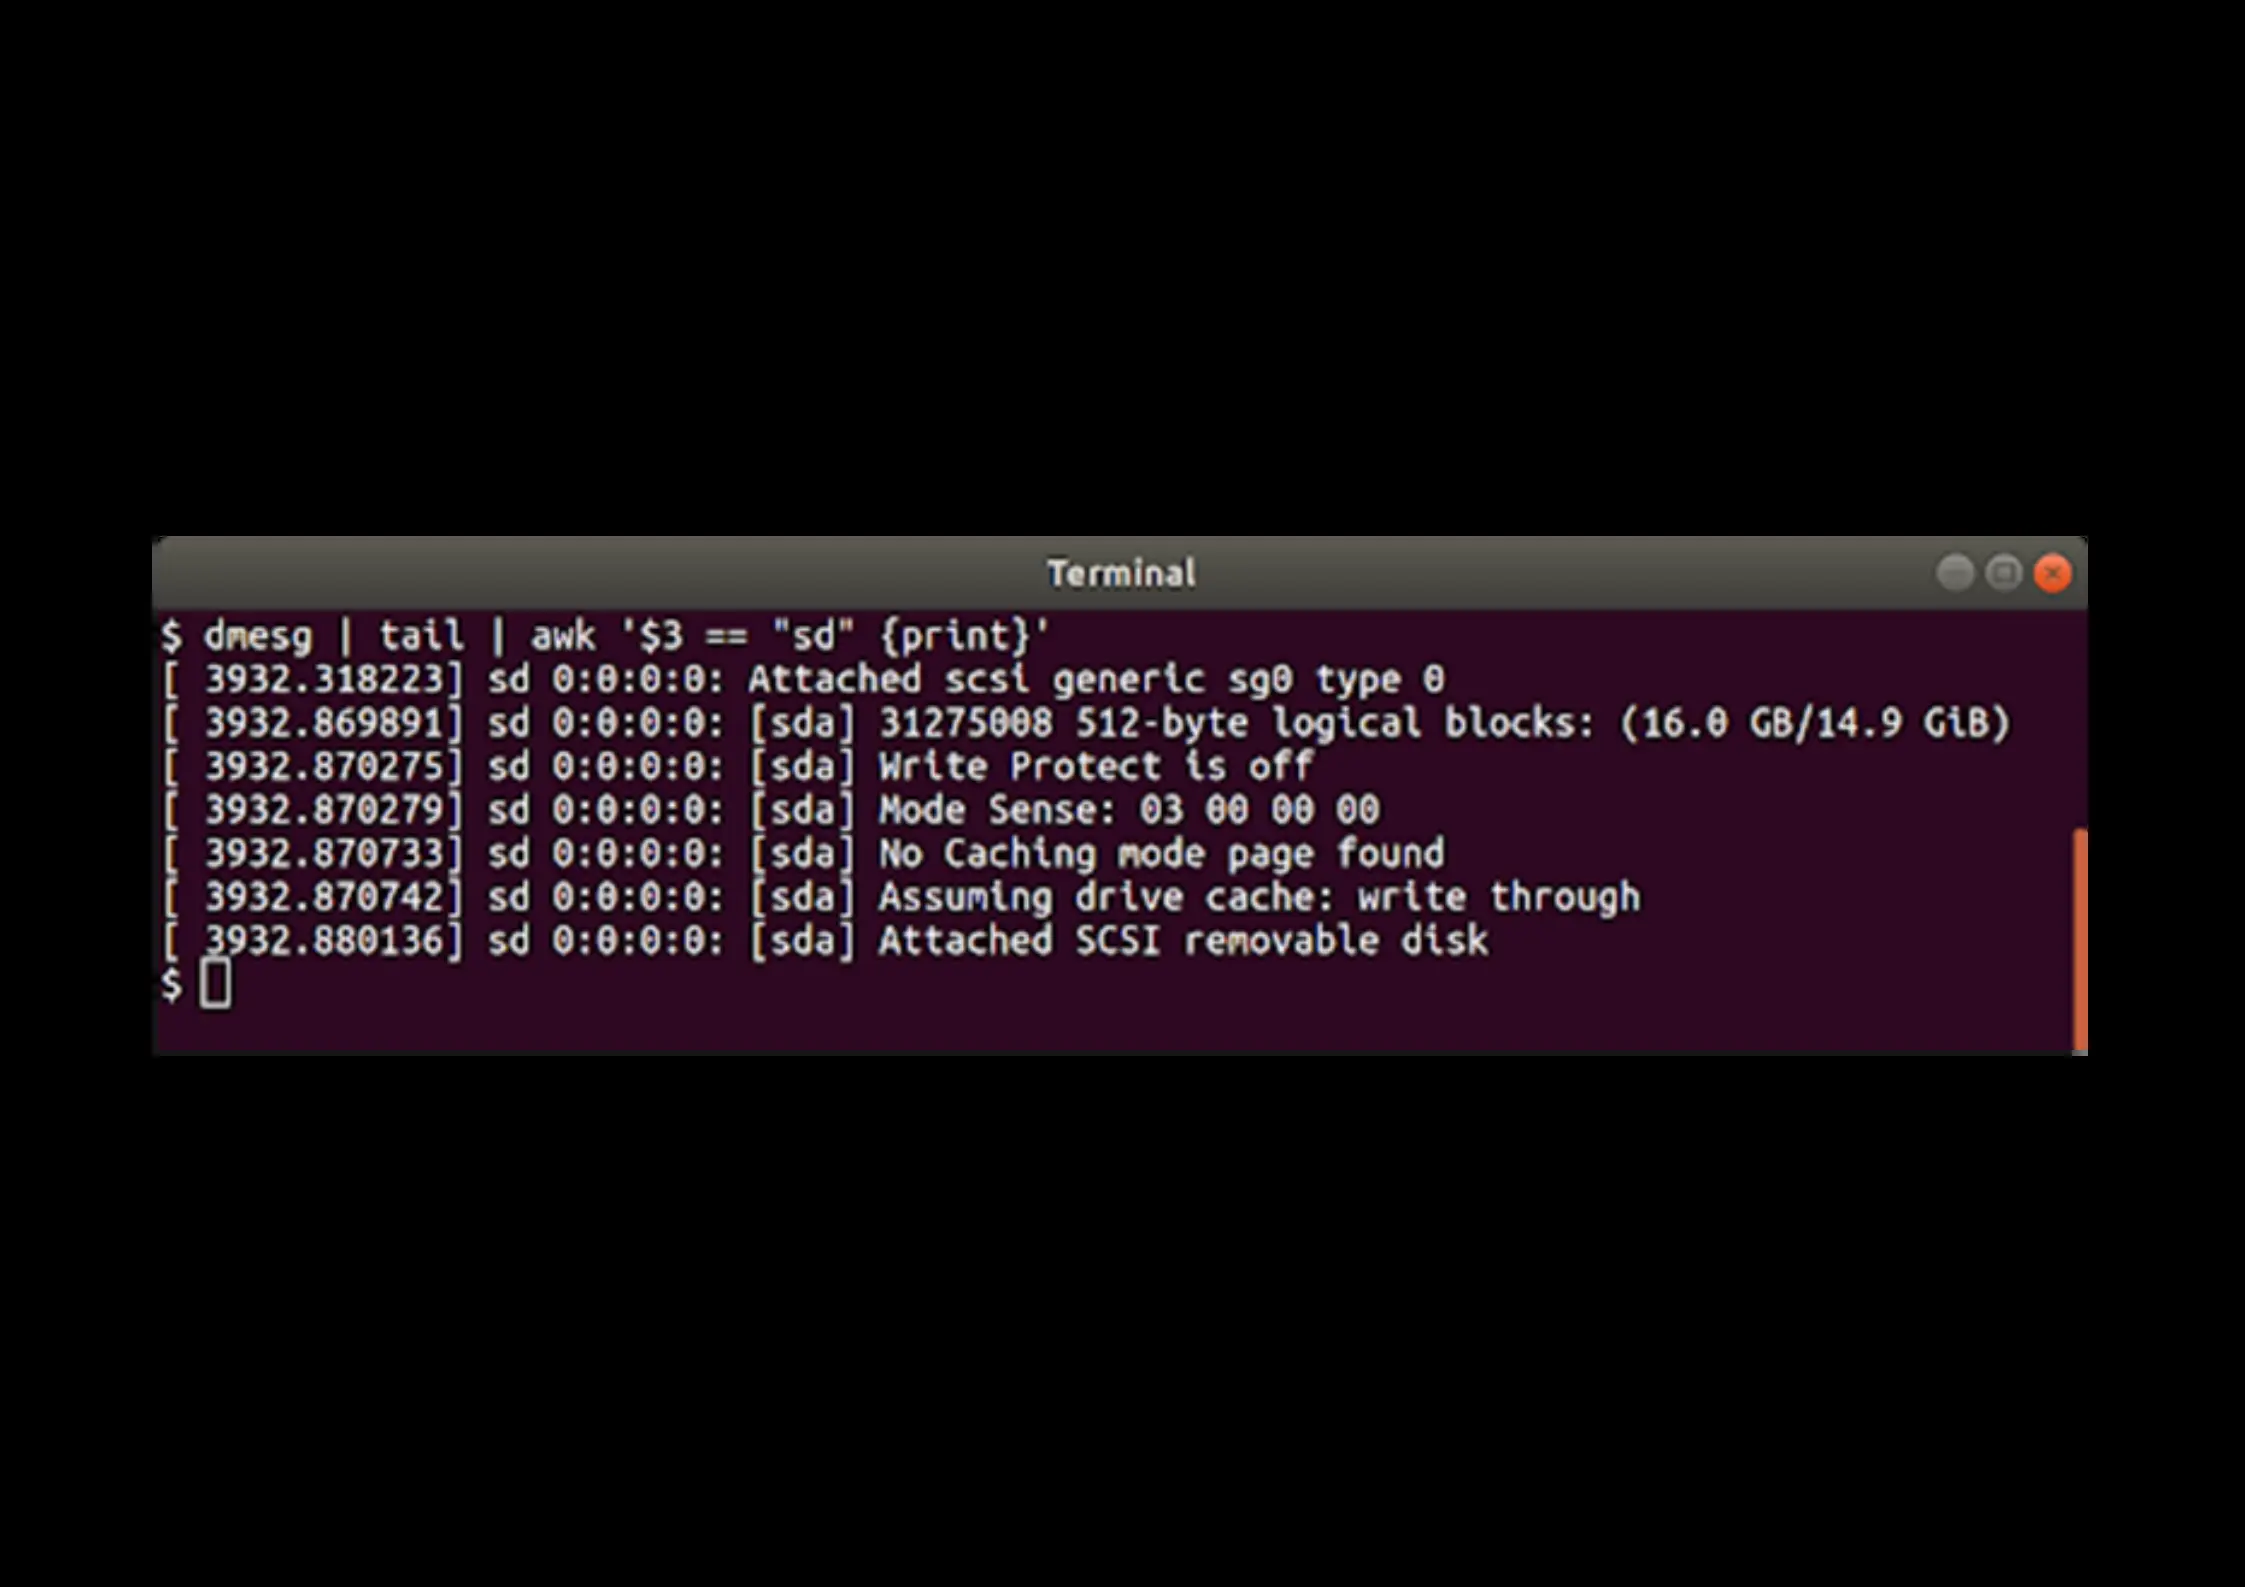 Terminal
$ dmesg | tail | awk '$3 == "sd" {print}'
[ 3932.318223] sd 0:0:0:0: Attached scsi generic sg0 type 0
[ 3932.869891] sd 0:0:0:0: [sda] 31275008 512-byte logical blocks: (16.0 GB/14.9 GiB)
[ 3932.870275] sd 0:0:0:0: [sda] Write Protect is off
[ 3932.870279] sd 0:0:0:0: [sda] Mode Sense: 03 00 00 00
[ 3932.870733] sd 0:0:0:0: [sda] No Caching mode page found
[ 3932.870742] sd 0:0:0:0: [sda] Assuming drive cache: write through
[ 3932.880136] sd 0:0:0:0: [sda] Attached SCSI removable disk
$